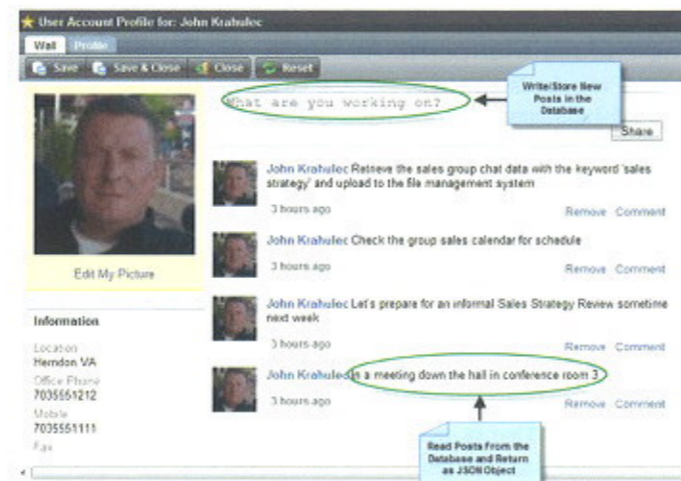 User Account Profile for: John Krahulec
Wall Profile
Save Save & Close Close Reset
What are you working on?
Write/Store New
Posts in the
Database
Share
John Krahulec Retrieve the sales group chat data with the keyword 'sales
strategy' and upload to the file management system
3 hours ago Remove Comment
John Krahulec Check the group sales calendar for schedule
3 hours ago Remove Comment
Edit My Picture
John Krahulec Let's prepare for an informal Sales Strategy Review sometime
next week
3 hours ago Remove Comment
Information
Location
Herndon VA
Office Phone
7035551212
Mobile
7035551111
Fax
John Krahulec in a meeting down the hall in conference room 3
3 hours ago Remove Comment
Read Posts From the
Database and Return
as JSON Object